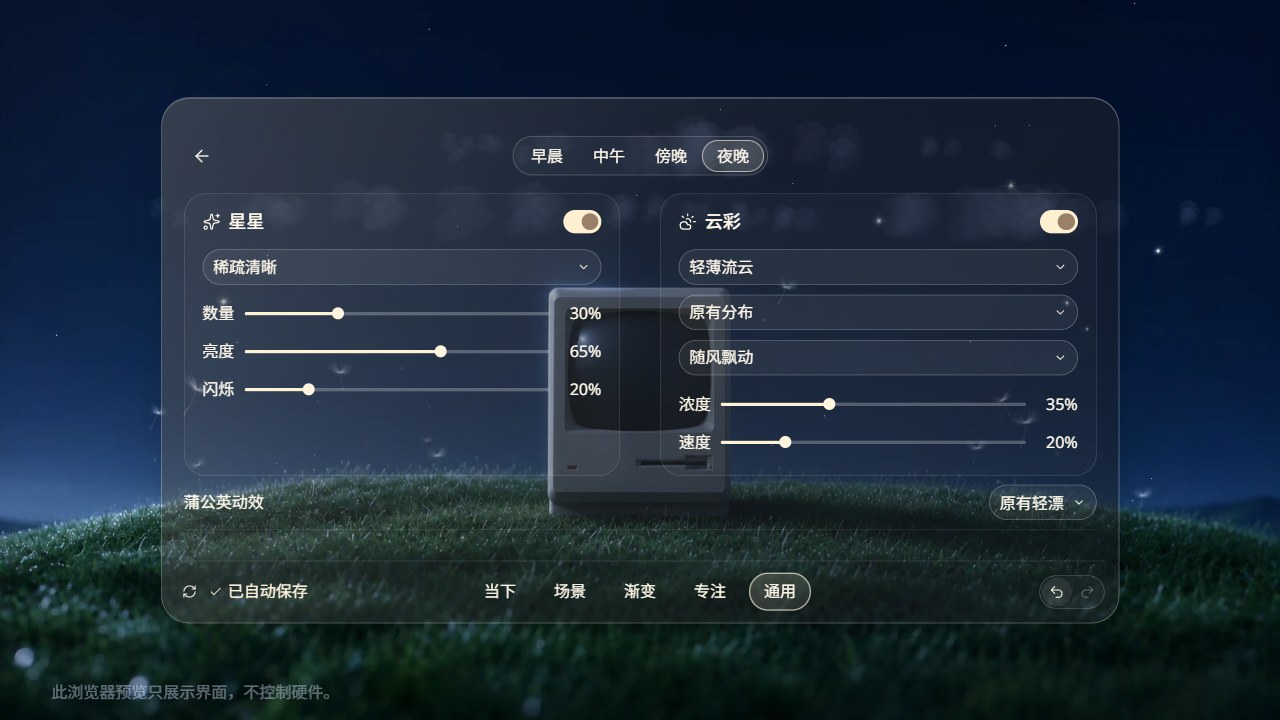 早晨 中午 傍晚 夜晚
星星
稀疏清晰
数量 30%
亮度 65%
闪烁 20%
云彩
轻薄流云
原有分布
随风飘动
浓度 35%
速度 20%
蒲公英动效 原有轻漂
已自动保存 当下 场景 渐变 专注 通用
此浏览器预览只展示界面，不控制硬件。